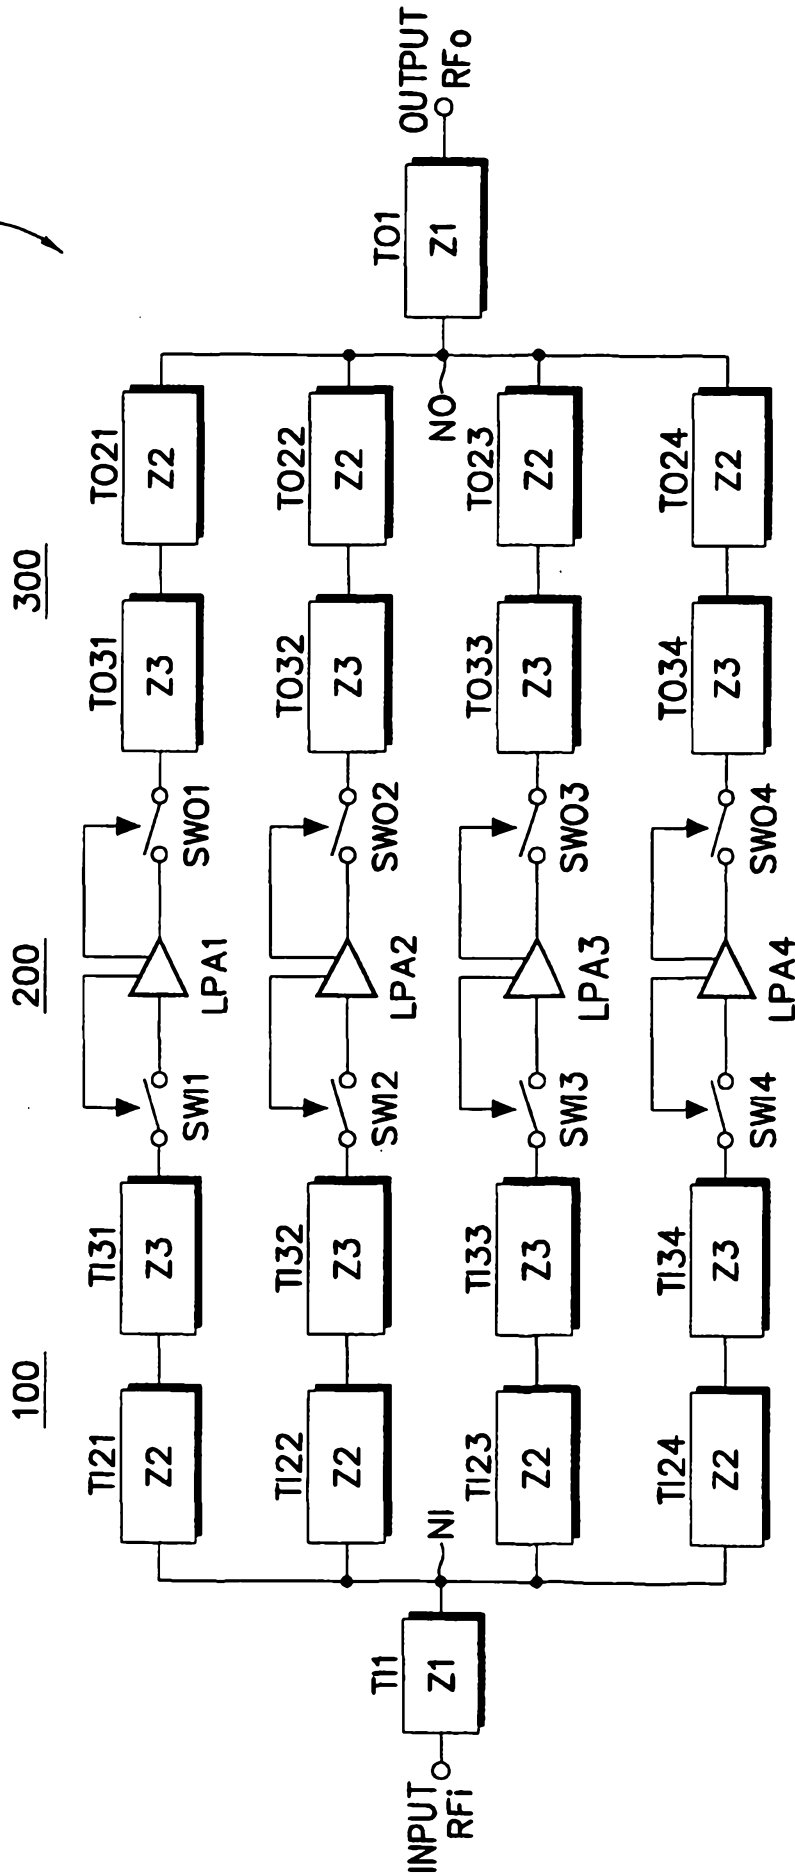 100
200
300
TI21
Z2
TI31
Z3
SWI1
LPA1
SWO1
TO31
Z3
TO21
Z2
TI22
Z2
TI32
Z3
SWI2
LPA2
SWO2
TO32
Z3
TO22
Z2
INPUT
RFi
TI1
Z1
NI
NO
TO1
Z1
OUTPUT
RFo
TI23
Z2
TI33
Z3
SWI3
LPA3
SWO3
TO33
Z3
TO23
Z2
TI24
Z2
TI34
Z3
SWI4
LPA4
SWO4
TO34
Z3
TO24
Z2